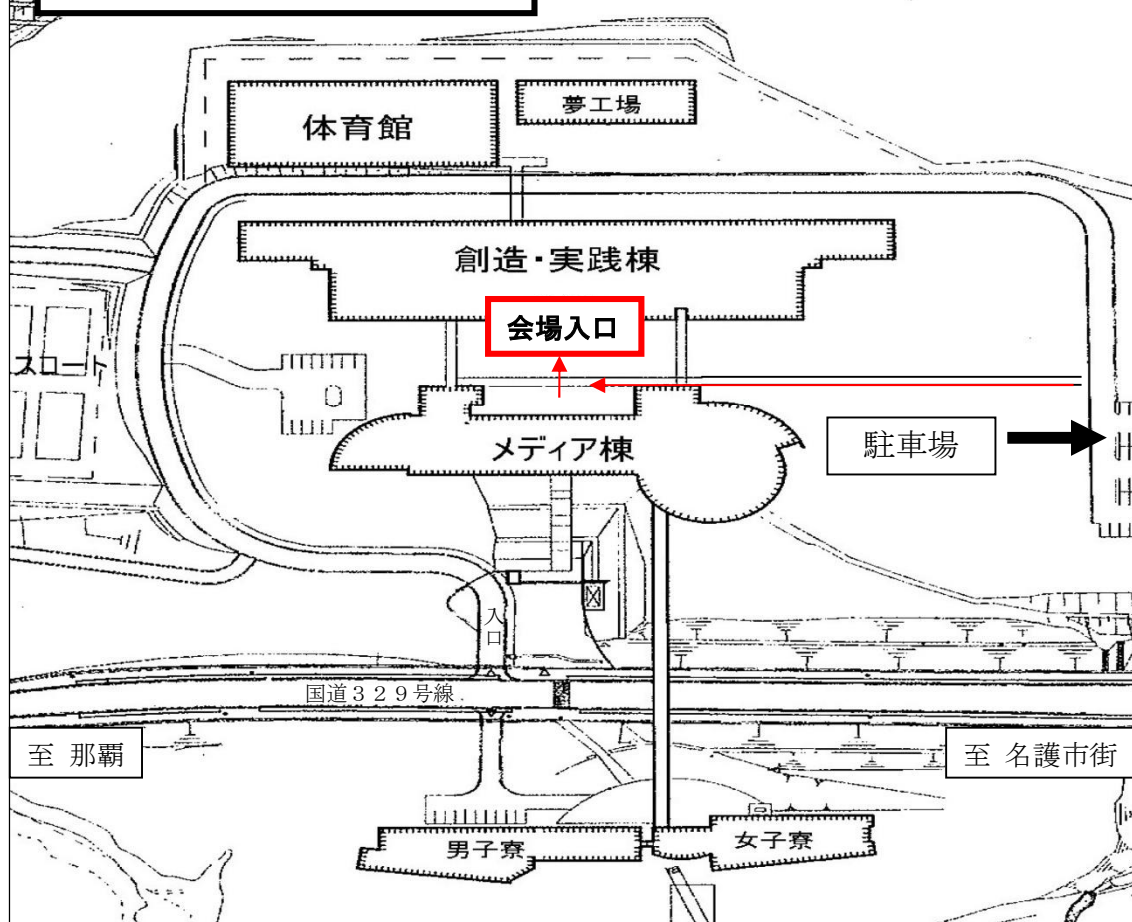 体育館
夢工場
創造・実践棟
会場入口
スロート
メディア棟
駐車場
入口
国道３２９号線
至 那覇
至 名護市街
男子寮
女子寮